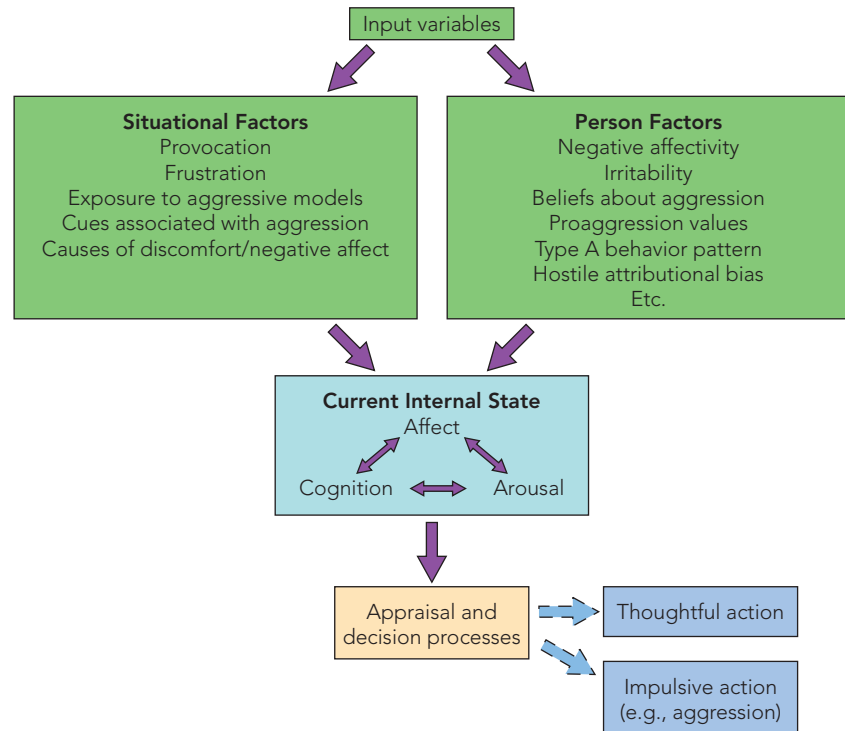 Input variables
Situational Factors
Provocation
Frustration
Exposure to aggressive models
Cues associated with aggression
Causes of discomfort/negative affect
Person Factors
Negative affectivity
Irritability
Beliefs about aggression
Proaggression values
Type A behavior pattern
Hostile attributional bias
Etc.
Current Internal State
Affect
Cognition
Arousal
Appraisal and
decision processes
Thoughtful action
Impulsive action
(e.g., aggression)